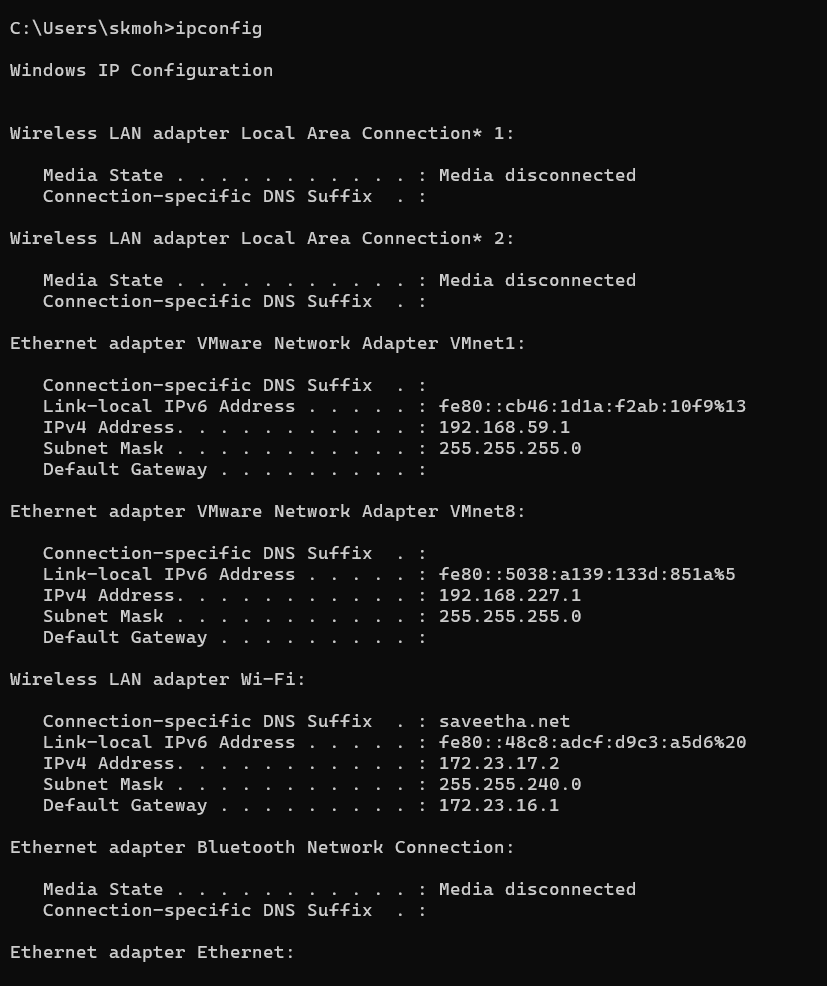 C:\Users\skmoh>ipconfig
Windows IP Configuration
Wireless LAN adapter Local Area Connection* 1:
   Media State . . . . . . . . . . . : Media disconnected
   Connection-specific DNS Suffix  . :
Wireless LAN adapter Local Area Connection* 2:
   Media State . . . . . . . . . . . : Media disconnected
   Connection-specific DNS Suffix  . :
Ethernet adapter VMware Network Adapter VMnet1:
   Connection-specific DNS Suffix  . :
   Link-local IPv6 Address . . . . . : fe80::cb46:1d1a:f2ab:10f9%13
   IPv4 Address. . . . . . . . . . . : 192.168.59.1
   Subnet Mask . . . . . . . . . . . : 255.255.255.0
   Default Gateway . . . . . . . . . :
Ethernet adapter VMware Network Adapter VMnet8:
   Connection-specific DNS Suffix  . :
   Link-local IPv6 Address . . . . . : fe80::5038:a139:133d:851a%5
   IPv4 Address. . . . . . . . . . . : 192.168.227.1
   Subnet Mask . . . . . . . . . . . : 255.255.255.0
   Default Gateway . . . . . . . . . :
Wireless LAN adapter Wi-Fi:
   Connection-specific DNS Suffix  . : saveetha.net
   Link-local IPv6 Address . . . . . : fe80::48c8:adcf:d9c3:a5d6%20
   IPv4 Address. . . . . . . . . . . : 172.23.17.2
   Subnet Mask . . . . . . . . . . . : 255.255.240.0
   Default Gateway . . . . . . . . . : 172.23.16.1
Ethernet adapter Bluetooth Network Connection:
   Media State . . . . . . . . . . . : Media disconnected
   Connection-specific DNS Suffix  . :
Ethernet adapter Ethernet: